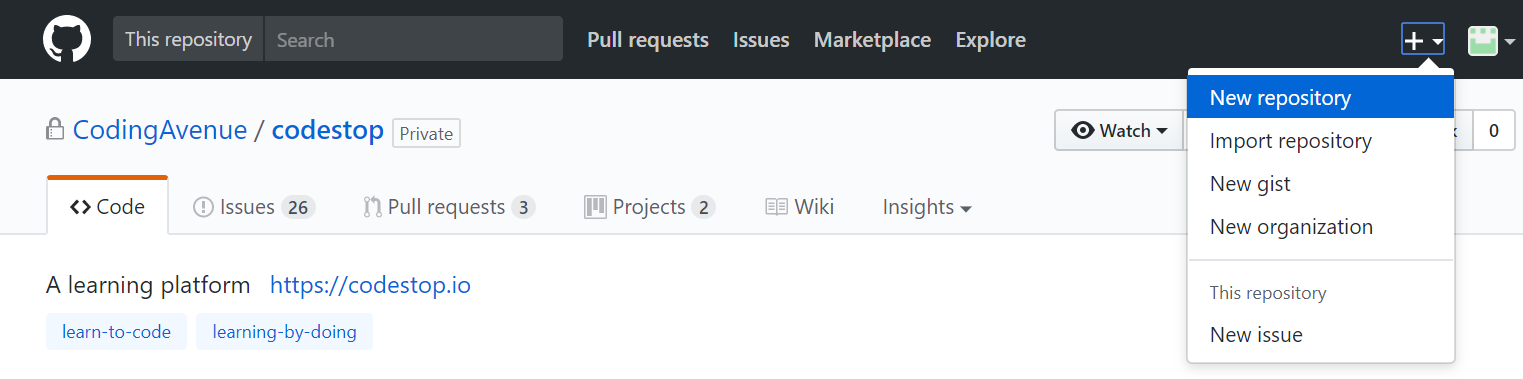 This repository Search Pull requests Issues Marketplace Explore
New repository
Import repository
New gist
New organization
This repository
New issue
CodingAvenue / codestop Private
Watch 0
Code Issues 26 Pull requests 3 Projects 2 Wiki Insights
A learning platform https://codestop.io
learn-to-code learning-by-doing